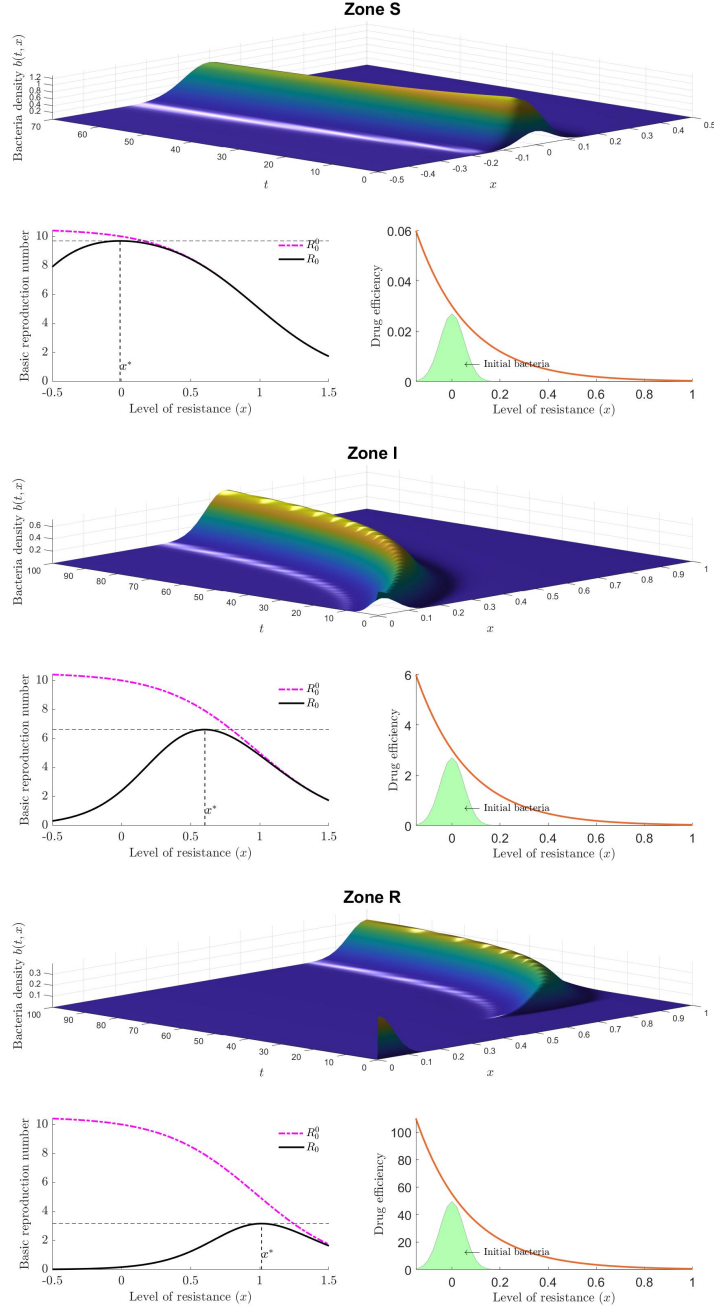 Zone S
Bacteria density b(t, x)
1.2
1
0.8
0.6
0.4
0.2
70 60 50 40 30 20 10 0
t
-0.5 -0.4 -0.3 -0.2 -0.1 0 0.1 0.2 0.3 0.4 0.5
x
Basic reproduction number
10
8
6
4
2
0
R_0^0
R_0
x*
-0.5 0 0.5 1 1.5
Level of resistance (x)
Drug efficiency
0.06
0.04
0.02
0
← Initial bacteria
0 0.2 0.4 0.6 0.8 1
Level of resistance (x)
Zone I
Bacteria density b(t, x)
0.6
0.4
0.2
100 90 80 70 60 50 40 30 20 10 0
t
0 0.1 0.2 0.3 0.4 0.5 0.6 0.7 0.8 0.9 1
x
Basic reproduction number
10
8
6
4
2
0
R_0^0
R_0
x*
-0.5 0 0.5 1 1.5
Level of resistance (x)
Drug efficiency
6
4
2
0
← Initial bacteria
0 0.2 0.4 0.6 0.8 1
Level of resistance (x)
Zone R
Bacteria density b(t, x)
0.3
0.2
0.1
100 90 80 70 60 50 40 30 20 10 0
t
0 0.1 0.2 0.3 0.4 0.5 0.6 0.7 0.8 0.9 1
x
Basic reproduction number
10
8
6
4
2
0
R_0^0
R_0
x*
-0.5 0 0.5 1 1.5
Level of resistance (x)
Drug efficiency
100
80
60
40
20
0
← Initial bacteria
0 0.2 0.4 0.6 0.8 1
Level of resistance (x)